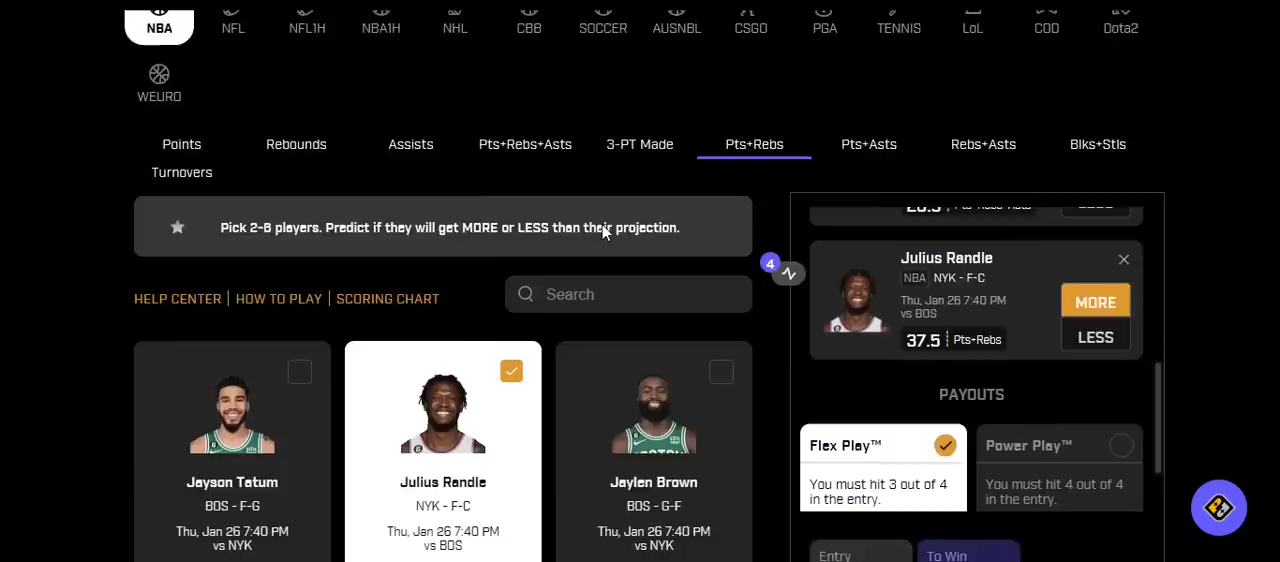 NBA NFL NFL1H NBA1H NHL CBB SOCCER AUSNBL CSGO PGA TENNIS LoL COD Dota2
WEURO
Points Rebounds Assists Pts+Rebs+Asts 3-PT Made Pts+Rebs Pts+Asts Rebs+Asts Blks+Stls
Turnovers
Pick 2-6 players. Predict if they will get MORE or LESS than their projection.
HELP CENTER | HOW TO PLAY | SCORING CHART
Search
Jayson Tatum
BOS - F-G
Thu, Jan 26 7:40 PM
vs NYK
Julius Randle
NYK - F-C
Thu, Jan 26 7:40 PM
vs BOS
Jaylen Brown
BOS - G-F
Thu, Jan 26 7:40 PM
vs NYK
4
Julius Randle
NBA NYK - F-C
Thu, Jan 26 7:40 PM
vs BOS
37.5 Pts+Rebs
MORE
LESS
PAYOUTS
Flex Play™
You must hit 3 out of 4
in the entry.
Power Play™
You must hit 4 out of 4
in the entry.
Entry
To Win